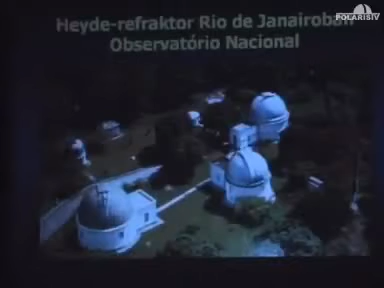 Heyde-refraktor Rio de Janairoban
Observatório Nacional
POLARISTV